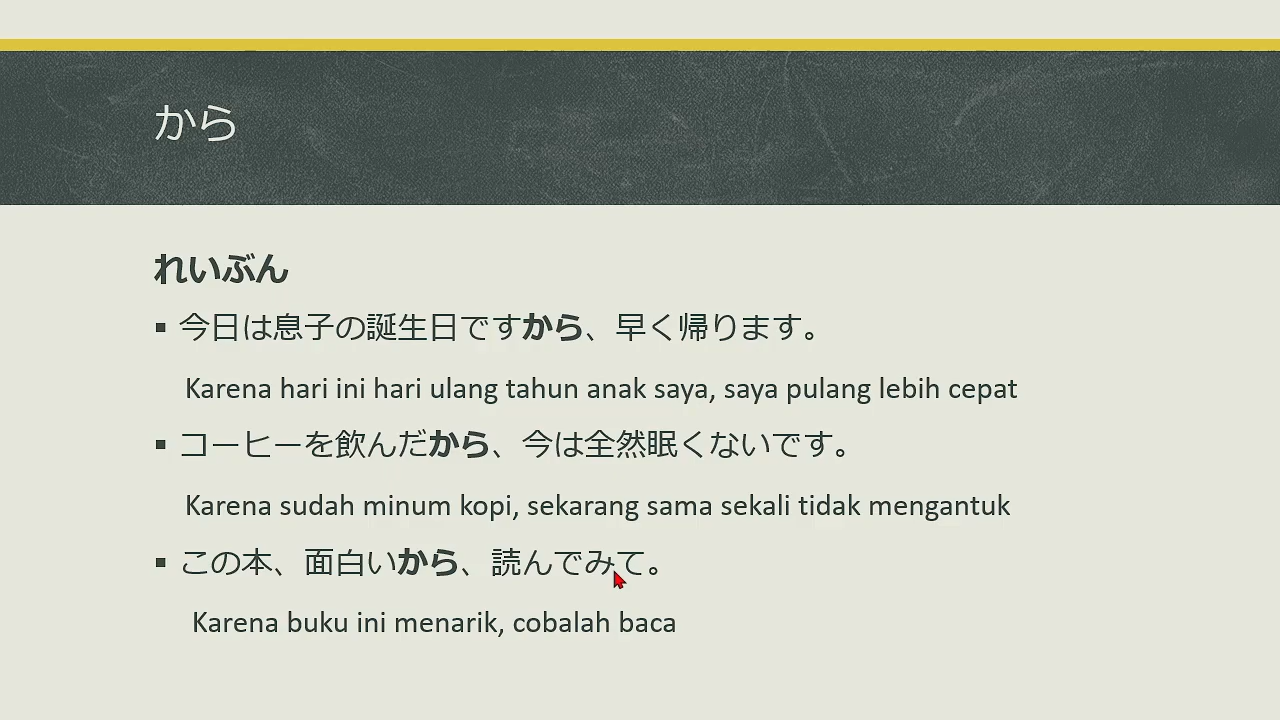 から
れいぶん
▪ 今日は息子の誕生日ですから、早く帰ります。
Karena hari ini hari ulang tahun anak saya, saya pulang lebih cepat
▪ コーヒーを飲んだから、今は全然眠くないです。
Karena sudah minum kopi, sekarang sama sekali tidak mengantuk
▪ この本、面白いから、読んでみて。
Karena buku ini menarik, cobalah baca